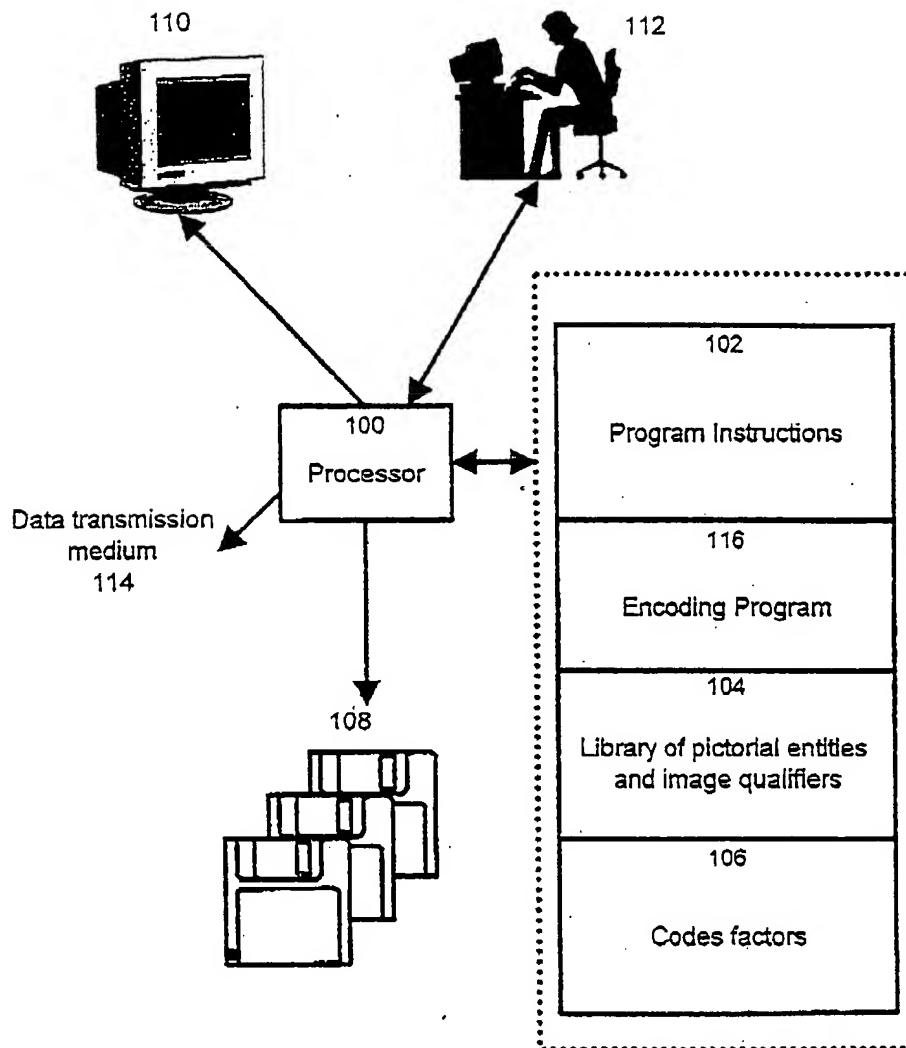 110
112
100
Processor
Data transmission
medium
114
108
102
Program Instructions
116
Encoding Program
104
Library of pictorial entities
and image qualifiers
106
Codes factors